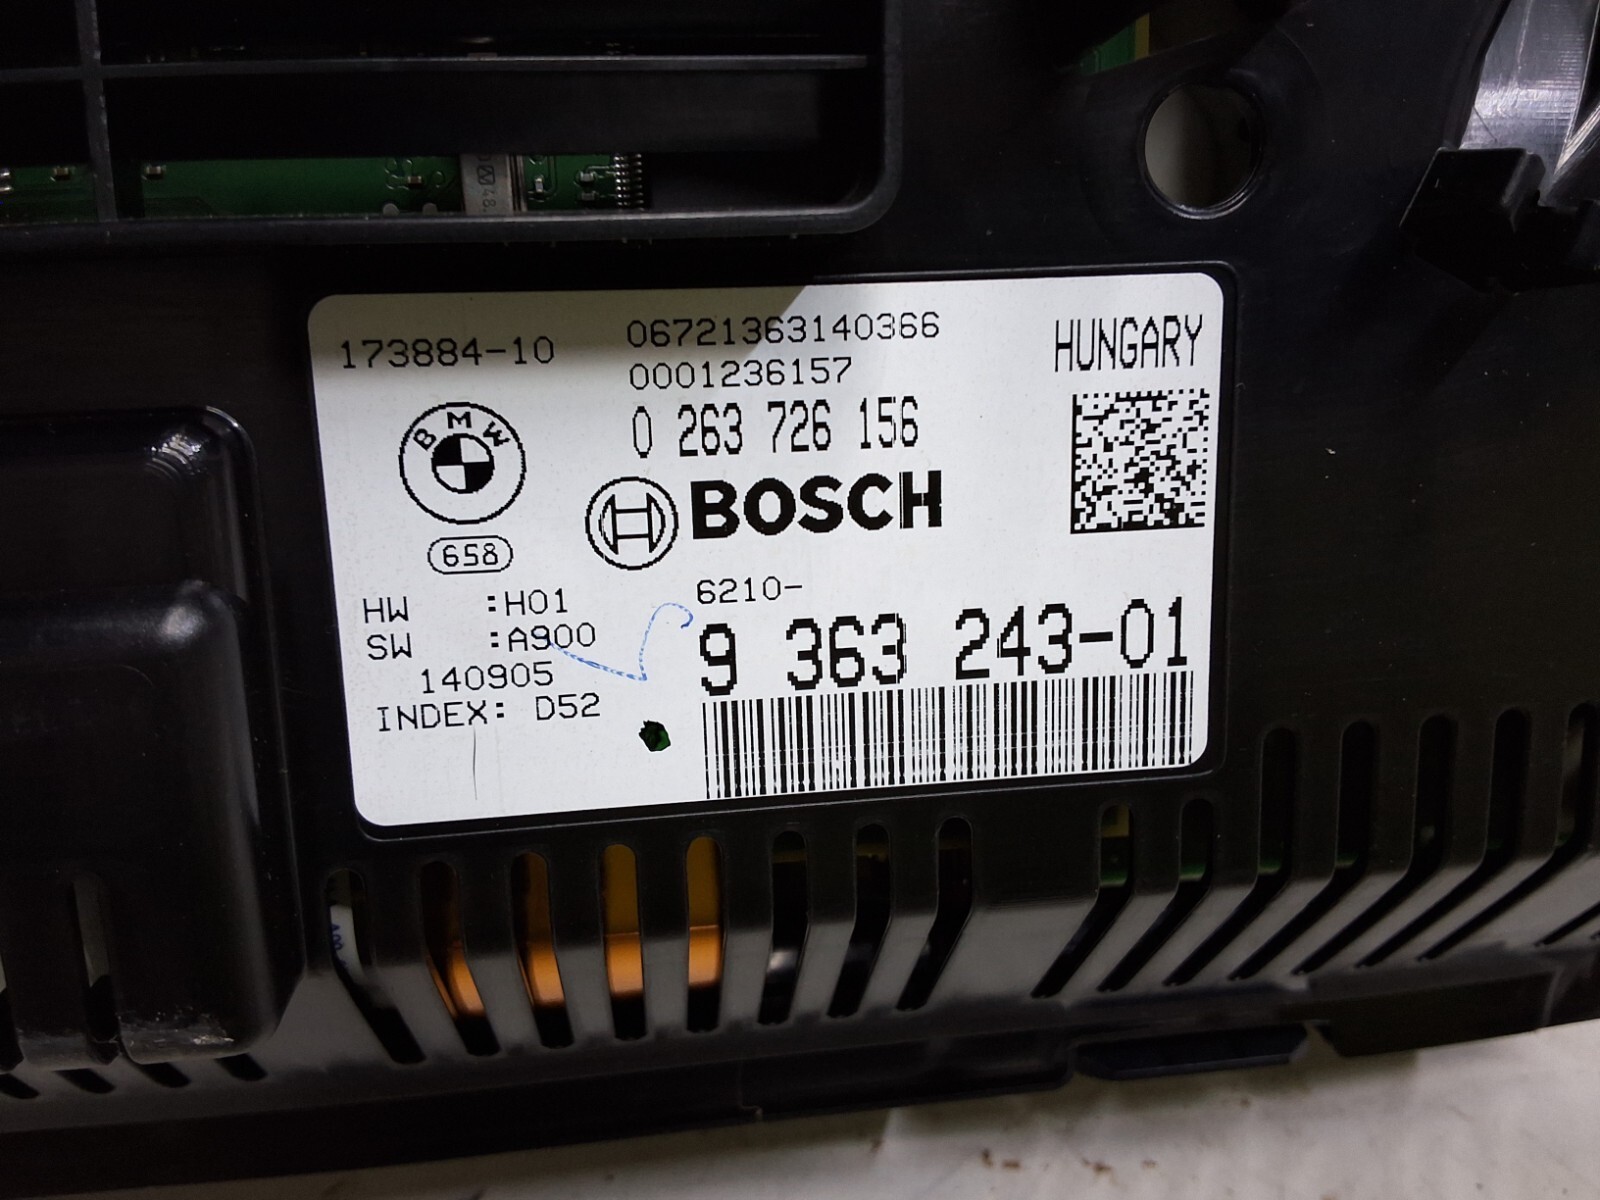 173884-10
06721363140366
0001236157
0 263 726 156
HUNGARY
BMW
658
BOSCH
HW :H01
SW :A900
140905
INDEX: D52
6210-
9 363 243-01